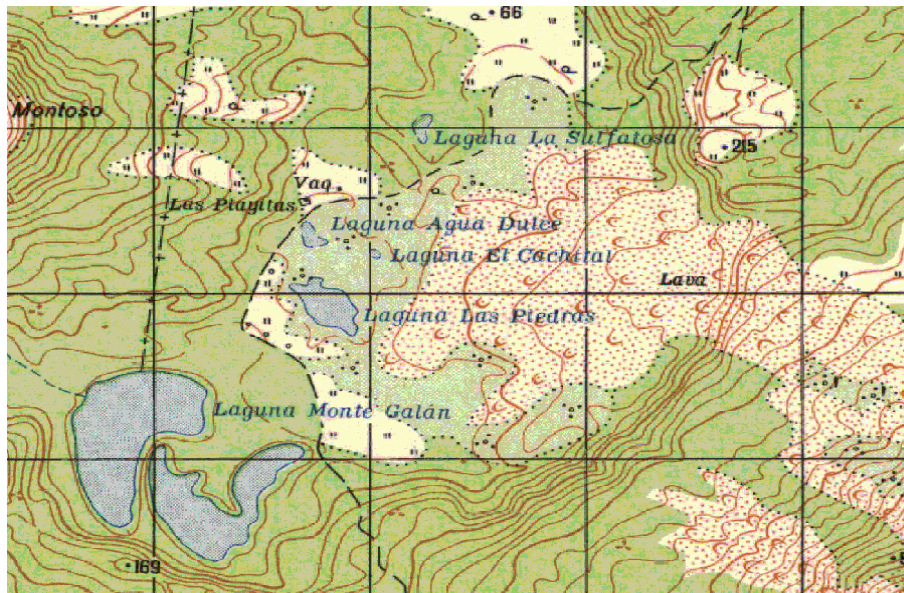 66
Montoso
Laguna La Sulfatosa
215
Vaq
Las Playitas
Laguna Agua Dulce
Laguna El Cachital
Lava
Laguna Las Piedras
Laguna Monte Galán
169